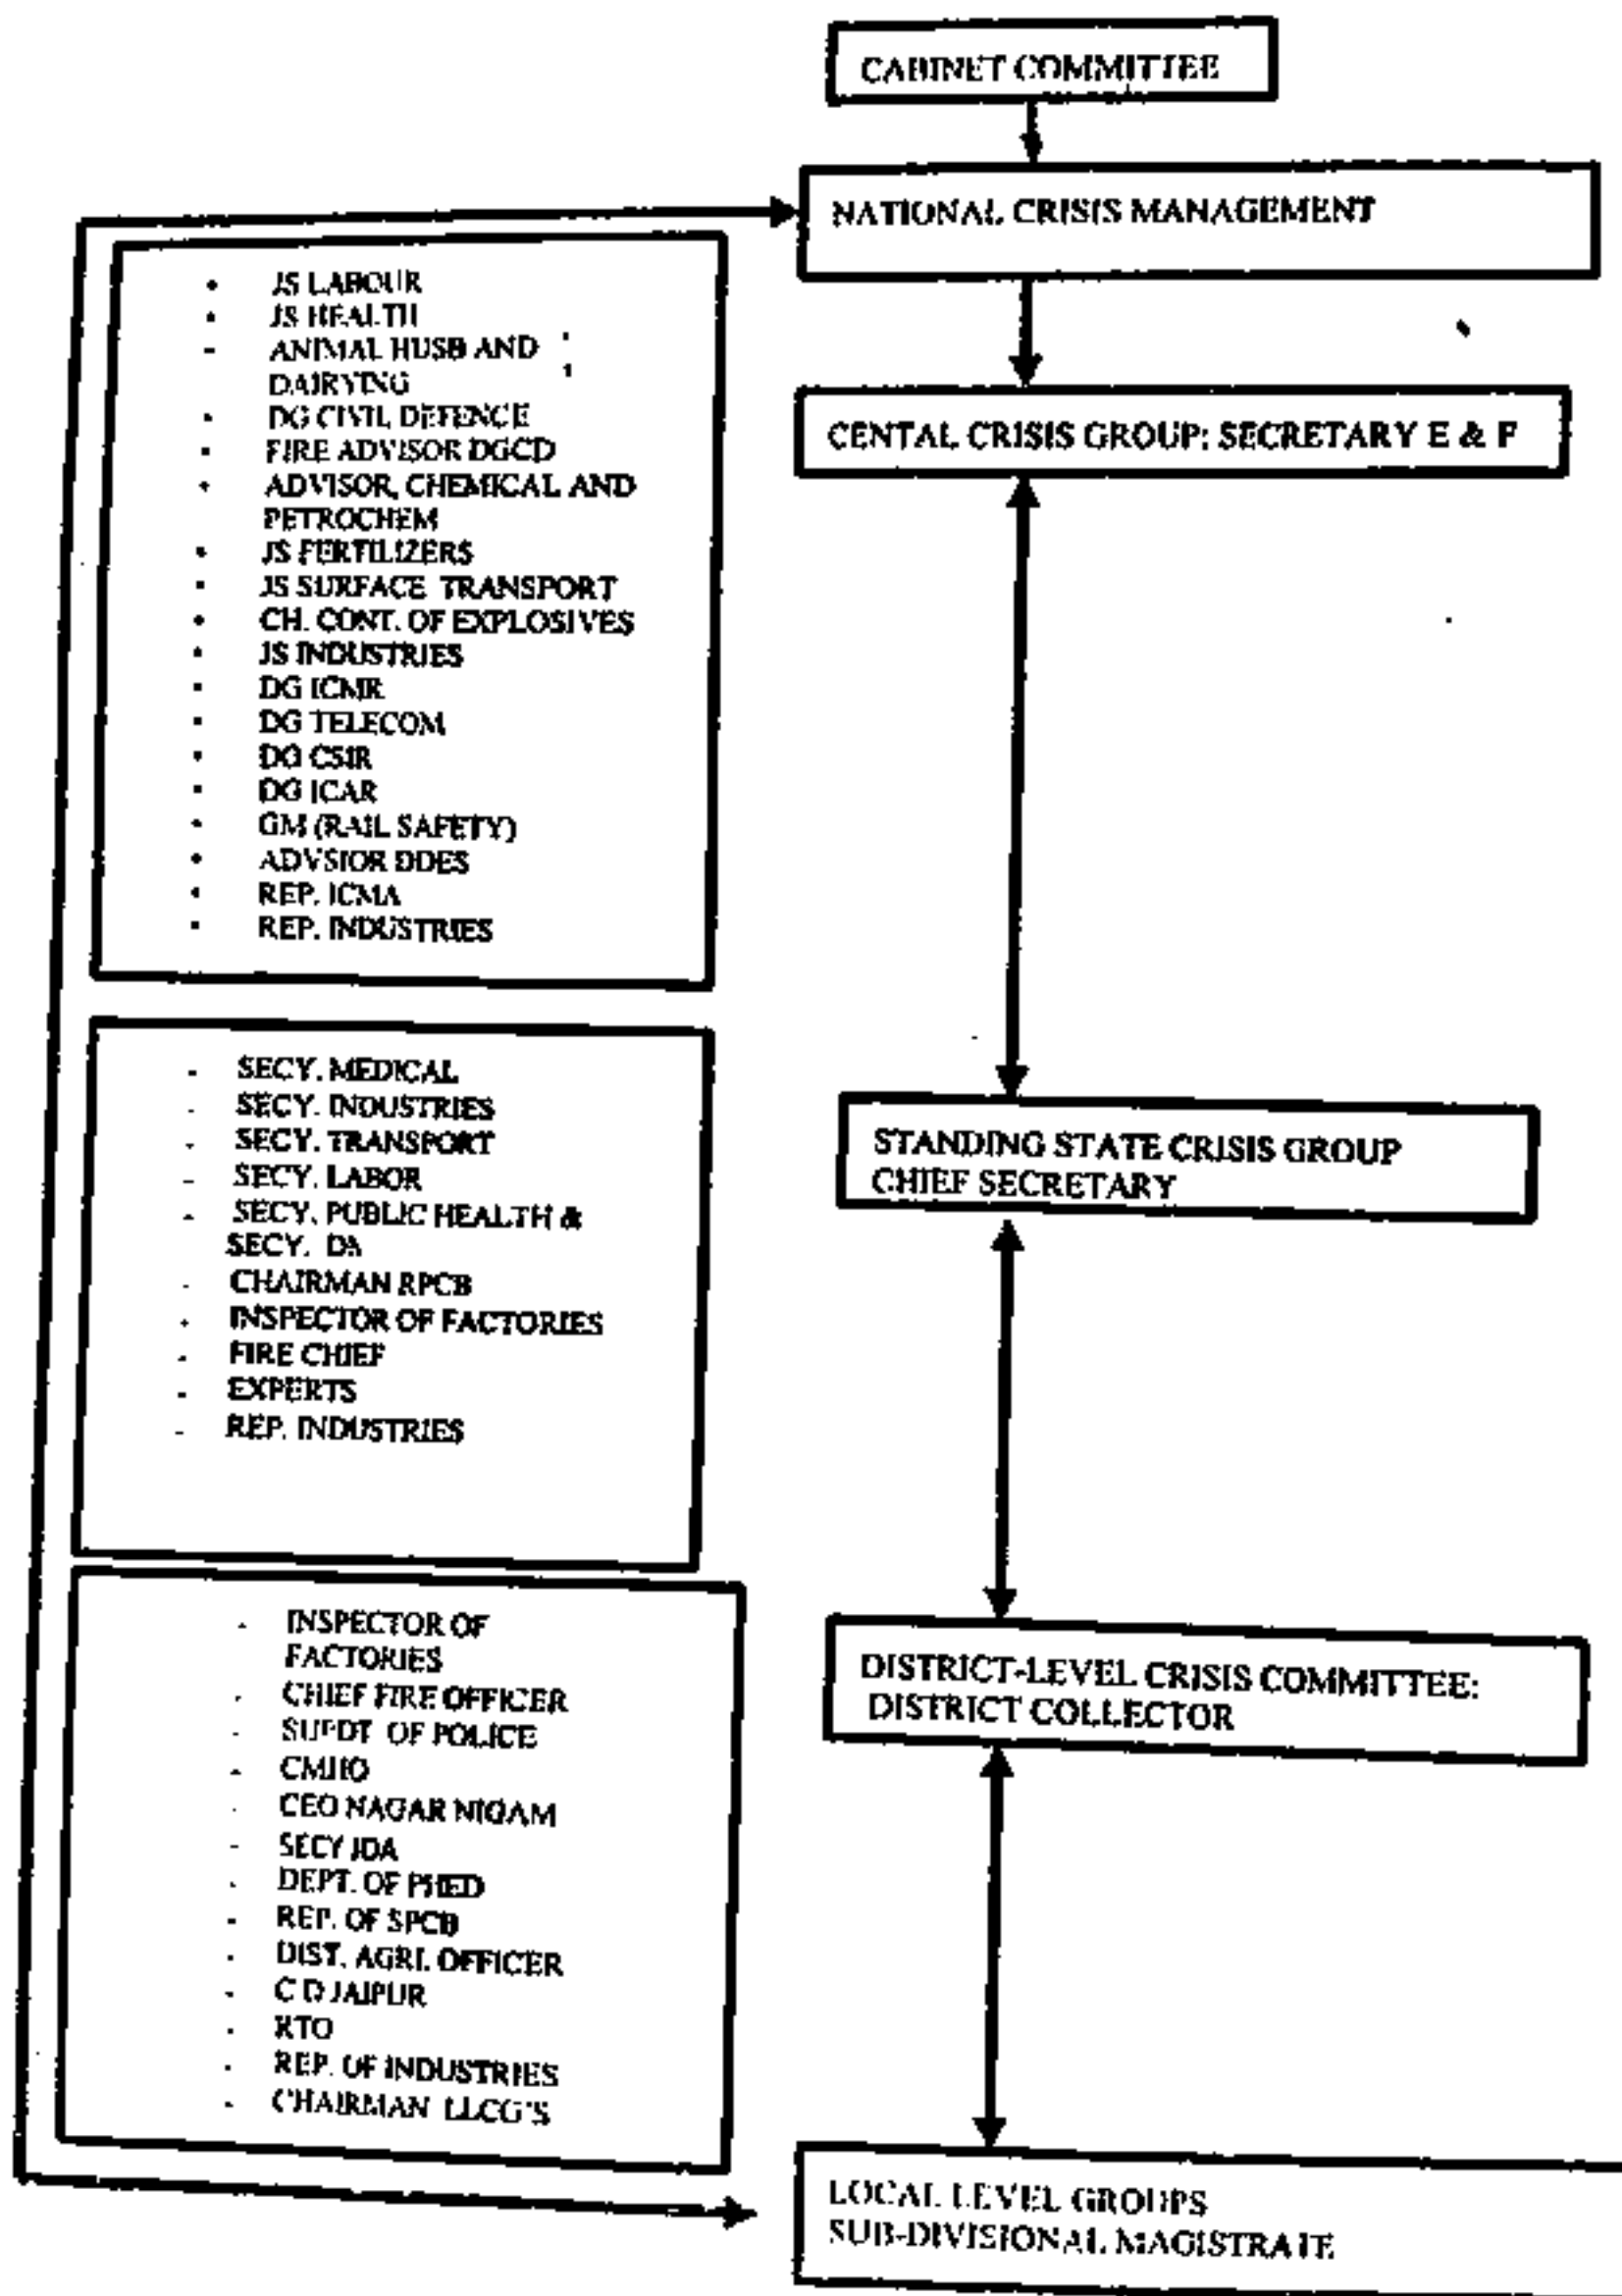 CABINET COMMITTEE
NATIONAL CRISIS MANAGEMENT
• JS LABOUR
• JS HEALTH
- ANIMAL HUSB AND
DAIRYING
• DG CIVIL DEFENCE
• FIRE ADVISOR DGCD
• ADVISOR, CHEMICAL AND
PETROCHEM
• JS FERTILIZERS
• JS SURFACE TRANSPORT
• CH. CONT. OF EXPLOSIVES
• JS INDUSTRIES
• DG ICMR
• DG TELECOM
• DG CSIR
• DG ICAR
• GM (RAIL SAFETY)
• ADVSIOR DDES
• REP. ICMA
• REP. INDUSTRIES
CENTAL CRISIS GROUP: SECRETARY E & F
- SECY. MEDICAL
- SECY. INDUSTRIES
- SECY. TRANSPORT
- SECY. LABOR
- SECY. PUBLIC HEALTH &
SECY. DA
- CHAIRMAN RPCB
- INSPECTOR OF FACTORIES
- FIRE CHIEF
- EXPERTS
- REP. INDUSTRIES
STANDING STATE CRISIS GROUP
CHIEF SECRETARY
- INSPECTOR OF
FACTORIES
- CHIEF FIRE OFFICER
- SUPDT OF POLICE
- CMHO
- CEO NAGAR NIGAM
- SECY JDA
- DEPT. OF PHED
- REP. OF SPCB
- DIST. AGRI. OFFICER
- C D JAIPUR
- RTO
- REP. OF INDUSTRIES
- CHAIRMAN LLCG'S
DISTRICT-LEVEL CRISIS COMMITTEE:
DISTRICT COLLECTOR
LOCAL LEVEL GROUPS
SUB-DIVISIONAL MAGISTRATE